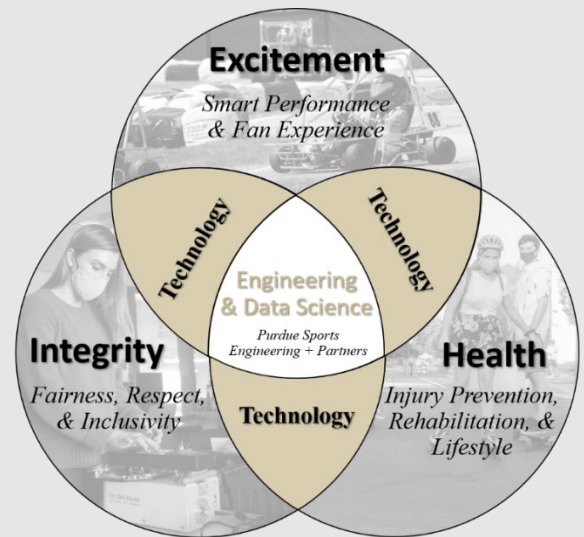 Excitement
Smart Performance
& Fan Experience
Technology
Technology
Engineering
& Data Science
Purdue Sports
Engineering + Partners
Integrity
Fairness, Respect,
& Inclusivity
Health
Injury Prevention,
Rehabilitation, &
Lifestyle
Technology